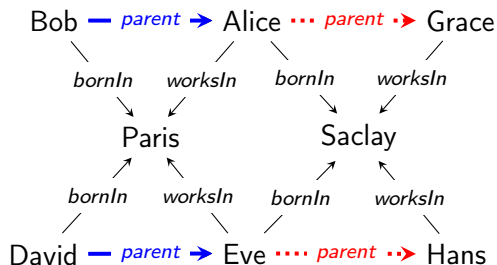 Bob parent Alice parent Grace
bornIn worksIn bornIn worksIn
Paris Saclay
bornIn worksIn bornIn worksIn
David parent Eve parent Hans